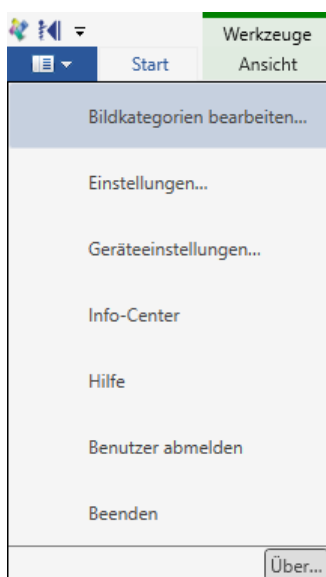 Werkzeuge
Start Ansicht
Bildkategorien bearbeiten...
Einstellungen...
Geräteeinstellungen...
Info-Center
Hilfe
Benutzer abmelden
Beenden
Über...